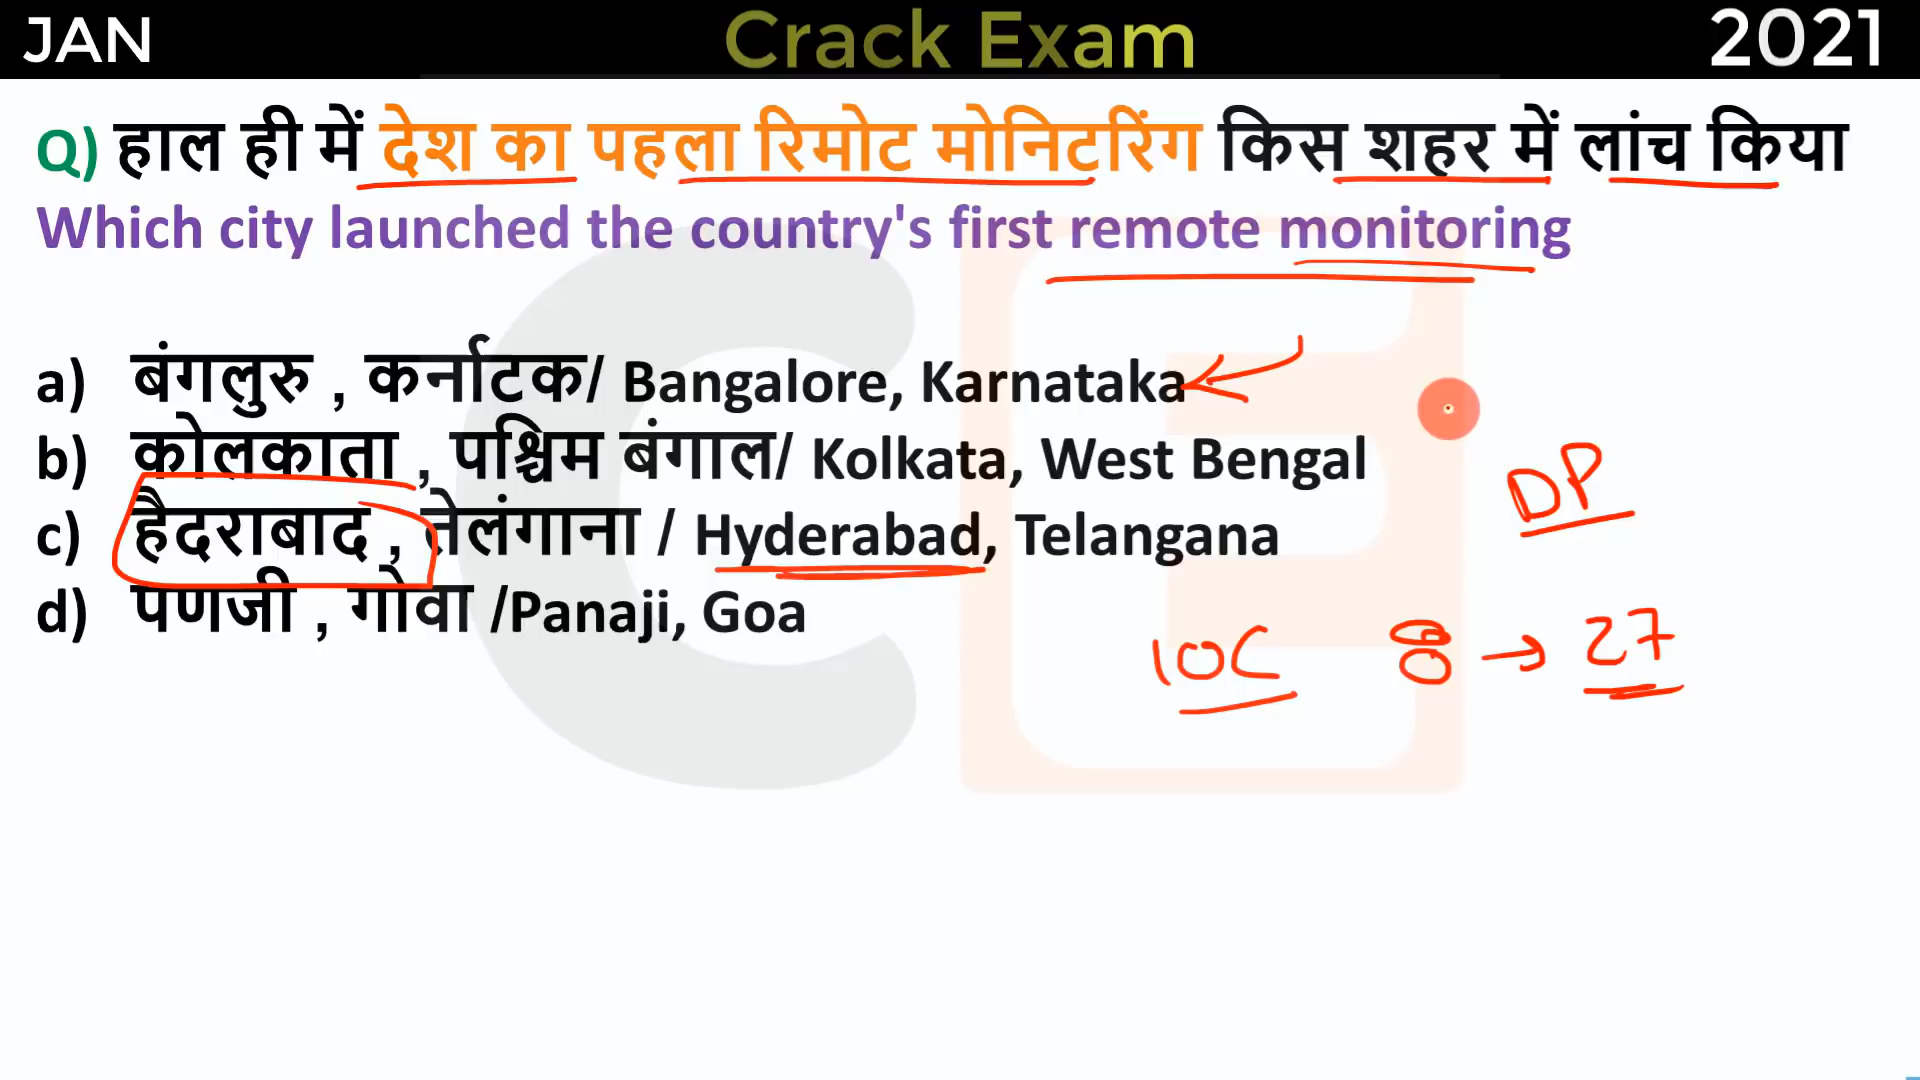 JAN Crack Exam 2021
Q) हाल ही में देश का पहला रिमोट मोनिटरिंग किस शहर में लांच किया
Which city launched the country's first remote monitoring
a) बंगलुरु , कर्नाटक/ Bangalore, Karnataka
b) कोलकाता , पश्चिम बंगाल/ Kolkata, West Bengal
DP
c) हैदराबाद , तेलंगाना / Hyderabad, Telangana
d) पणजी , गोवा /Panaji, Goa
10C 8 → 27